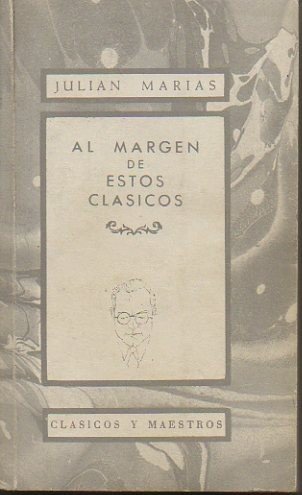 JULIAN MARIAS
AL MARGEN
DE
ESTOS
CLASICOS
CLASICOS Y MAESTROS